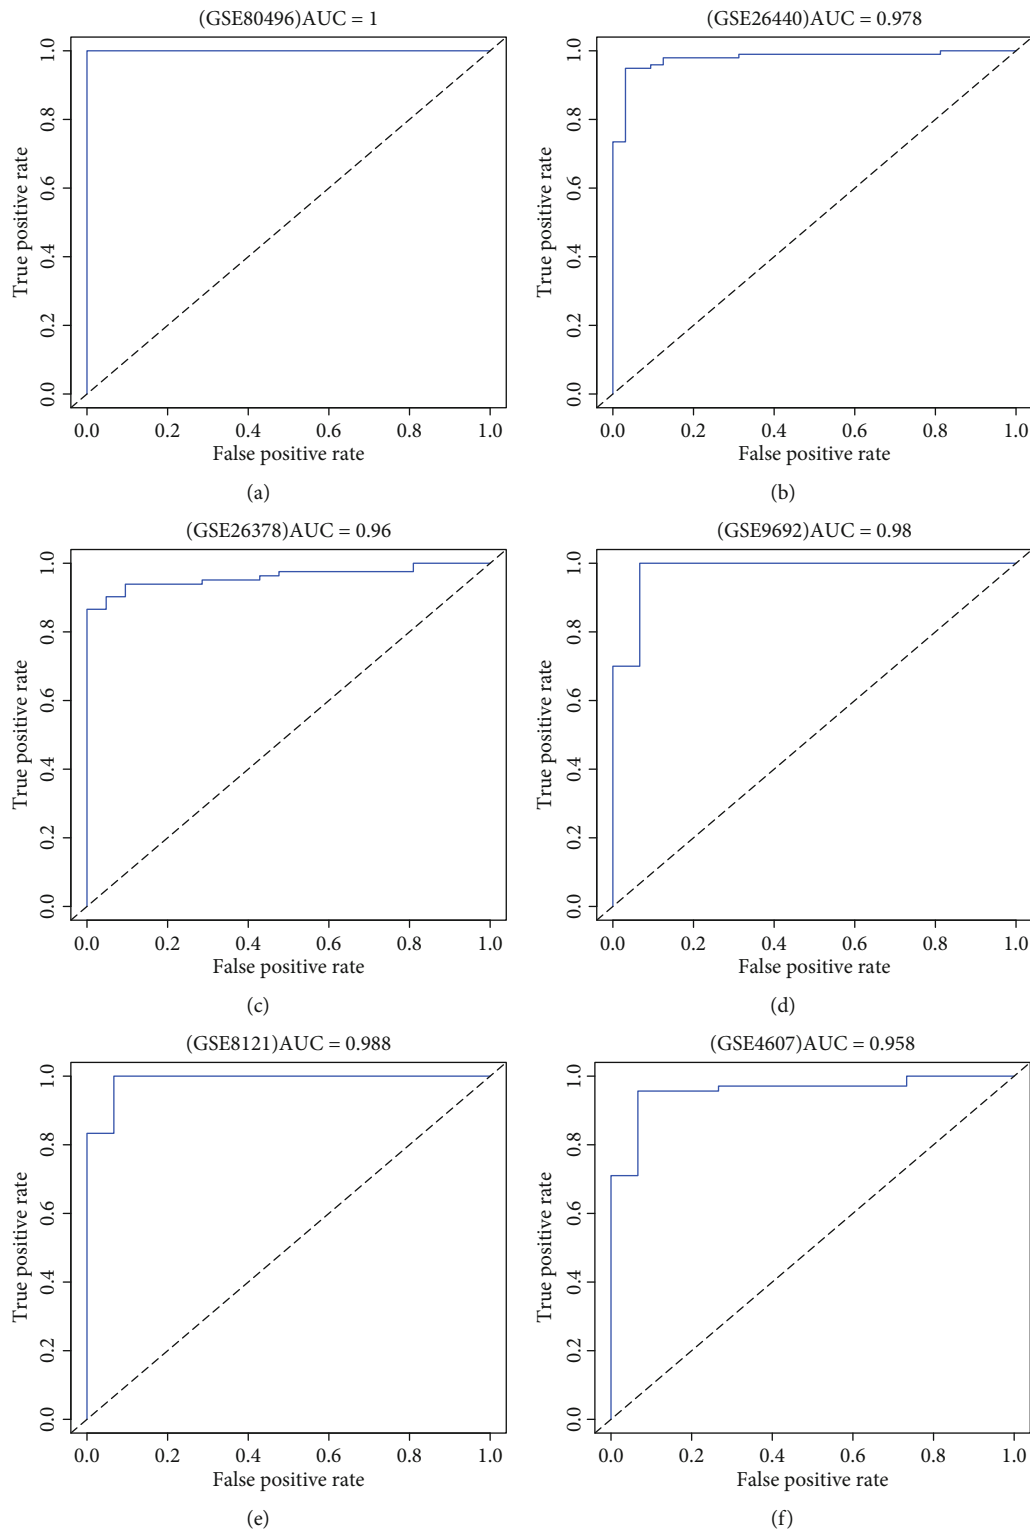 (GSE80496)AUC = 1
True positive rate
1.0
0.8
0.6
0.4
0.2
0.0
0.0 0.2 0.4 0.6 0.8 1.0
False positive rate
(a)
(GSE26440)AUC = 0.978
True positive rate
1.0
0.8
0.6
0.4
0.2
0.0
0.0 0.2 0.4 0.6 0.8 1.0
False positive rate
(b)
(GSE26378)AUC = 0.96
True positive rate
1.0
0.8
0.6
0.4
0.2
0.0
0.0 0.2 0.4 0.6 0.8 1.0
False positive rate
(c)
(GSE9692)AUC = 0.98
True positive rate
1.0
0.8
0.6
0.4
0.2
0.0
0.0 0.2 0.4 0.6 0.8 1.0
False positive rate
(d)
(GSE8121)AUC = 0.988
True positive rate
1.0
0.8
0.6
0.4
0.2
0.0
0.0 0.2 0.4 0.6 0.8 1.0
False positive rate
(e)
(GSE4607)AUC = 0.958
True positive rate
1.0
0.8
0.6
0.4
0.2
0.0
0.0 0.2 0.4 0.6 0.8 1.0
False positive rate
(f)